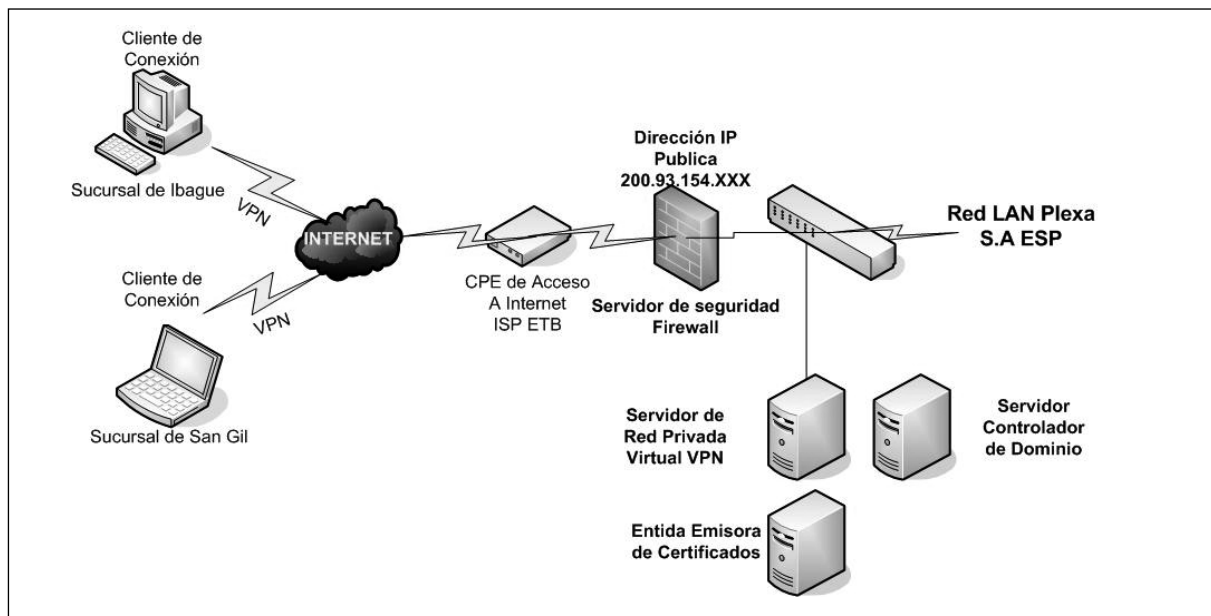 Cliente de
Conexión
Sucursal de Ibague
VPN
INTERNET
Cliente de
Conexión
VPN
Sucursal de San Gil
CPE de Acceso
A Internet
ISP ETB
Dirección IP
Publica
200.93.154.XXX
Servidor de seguridad
Firewall
Red LAN Plexa
S.A ESP
Servidor de
Red Privada
Virtual VPN
Servidor
Controlador
de Dominio
Entida Emisora
de Certificados